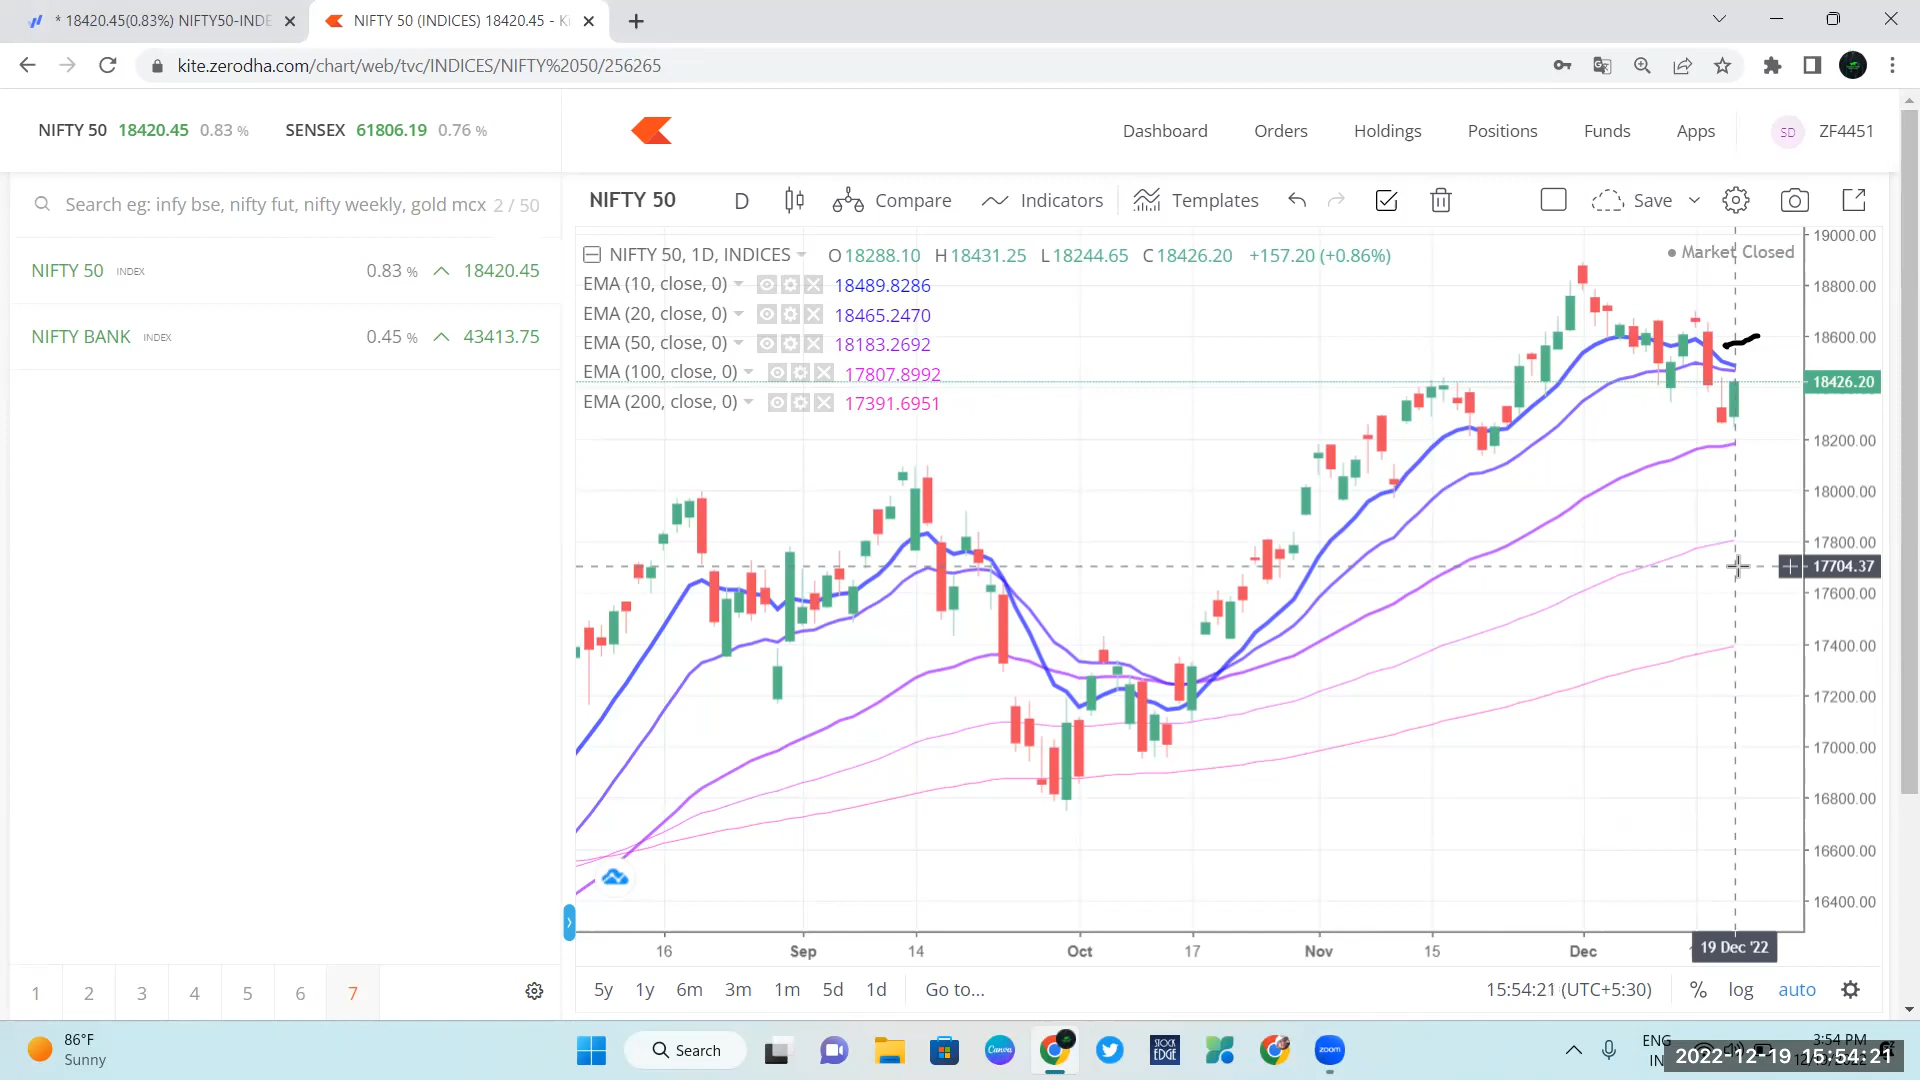 * 18420.45(0.83%) NIFTY50-INDE
NIFTY 50 (INDICES) 18420.45 - Ki
kite.zerodha.com/chart/web/tvc/INDICES/NIFTY%2050/256265
NIFTY 50 18420.45 0.83 % SENSEX 61806.19 0.76 %
Dashboard Orders Holdings Positions Funds Apps SD ZF4451
Search eg: infy bse, nifty fut, nifty weekly, gold mcx 2 / 50
NIFTY 50 INDEX 0.83 % 18420.45
NIFTY BANK INDEX 0.45 % 43413.75
NIFTY 50 D Compare Indicators Templates Save
NIFTY 50, 1D, INDICES O18288.10 H18431.25 L18244.65 C18426.20 +157.20 (+0.86%)
Market Closed
EMA (10, close, 0) 18489.8286
EMA (20, close, 0) 18465.2470
EMA (50, close, 0) 18183.2692
EMA (100, close, 0) 17807.8992
EMA (200, close, 0) 17391.6951
19000.00
18800.00
18600.00
18426.20
18200.00
18000.00
17800.00
17704.37
17600.00
17400.00
17200.00
17000.00
16800.00
16600.00
16400.00
16 Sep 14 Oct 17 Nov 15 Dec 19 Dec '22
5y 1y 6m 3m 1m 5d 1d Go to... 15:54:21 (UTC+5:30) % log auto
1 2 3 4 5 6 7
86°F
Sunny
Search
Canva
STOCK EDGE
zoom
ENG
IN
3:54 PM
2022-12-19 15:54:21